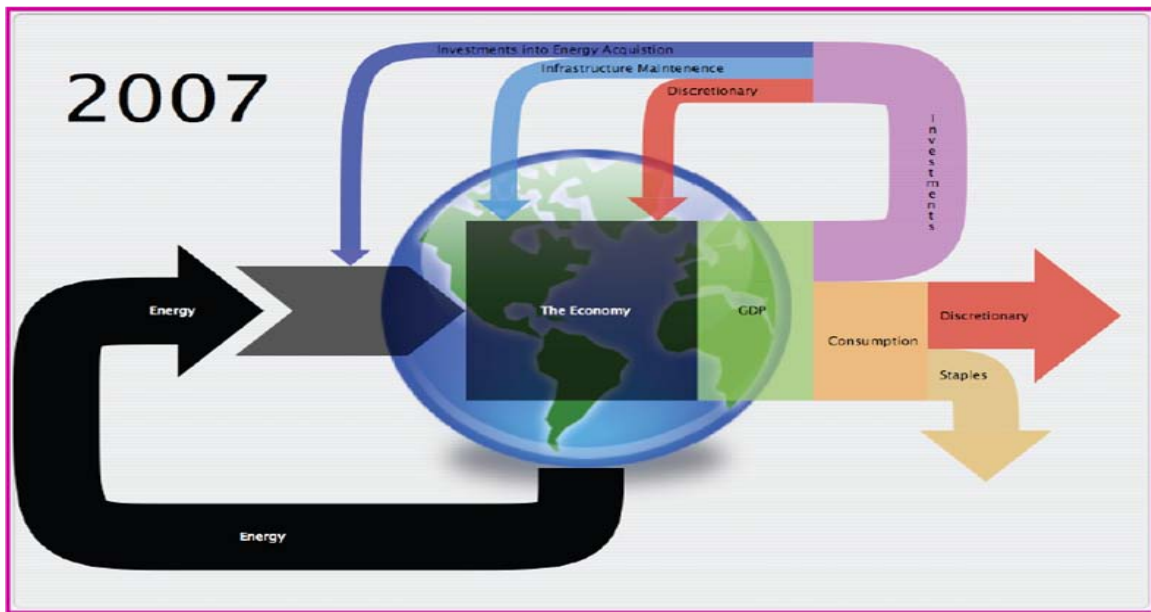 2007
Investments into Energy Acquistion
Infrastructure Maintenence
Discretionary
Investments
Energy
The Economy
GDP
Consumption
Discretionary
Staples
Energy